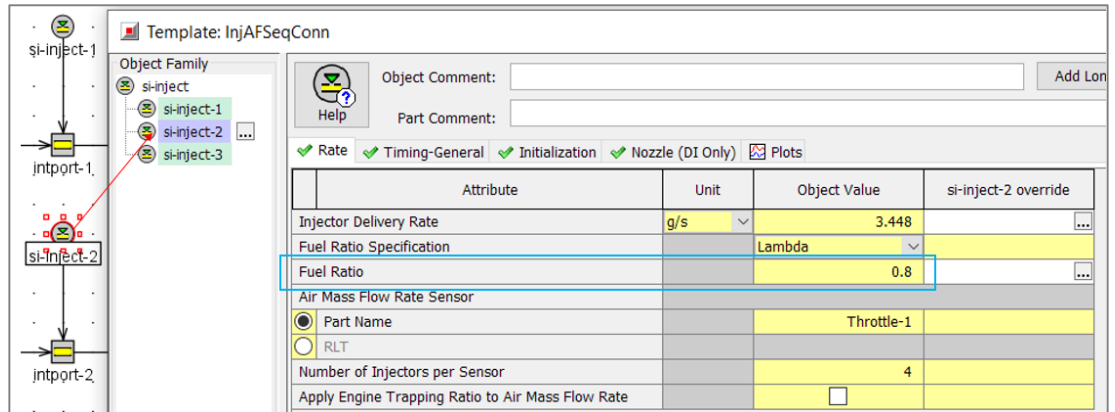 si-inject-1
intport-1
si-inject-2
intport-2
Template: InjAFSeqConn
Object Family
si-inject
si-inject-1
si-inject-2 ...
si-inject-3
Help
Object Comment:
Add Lon
Part Comment:
Rate Timing-General Initialization Nozzle (DI Only) Plots
Attribute Unit Object Value si-inject-2 override
Injector Delivery Rate g/s 3.448 ...
Fuel Ratio Specification Lambda
Fuel Ratio 0.8 ...
Air Mass Flow Rate Sensor
Part Name Throttle-1
RLT
Number of Injectors per Sensor 4
Apply Engine Trapping Ratio to Air Mass Flow Rate